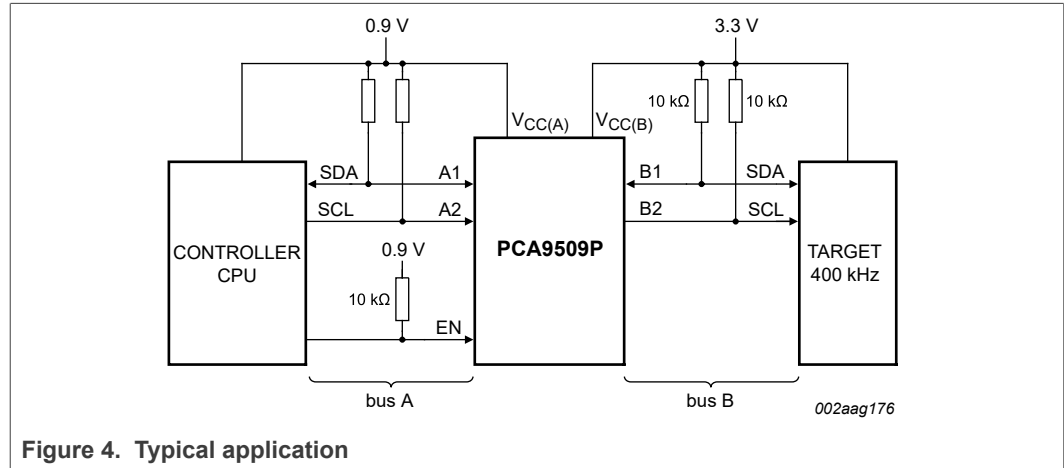 0.9 V
3.3 V
10 kΩ
10 kΩ
VCC(A)
VCC(B)
SDA
A1
B1
SDA
SCL
A2
B2
SCL
CONTROLLER
CPU
PCA9509P
TARGET
400 kHz
0.9 V
10 kΩ
EN
bus A
bus B
002aag176
Figure 4. Typical application